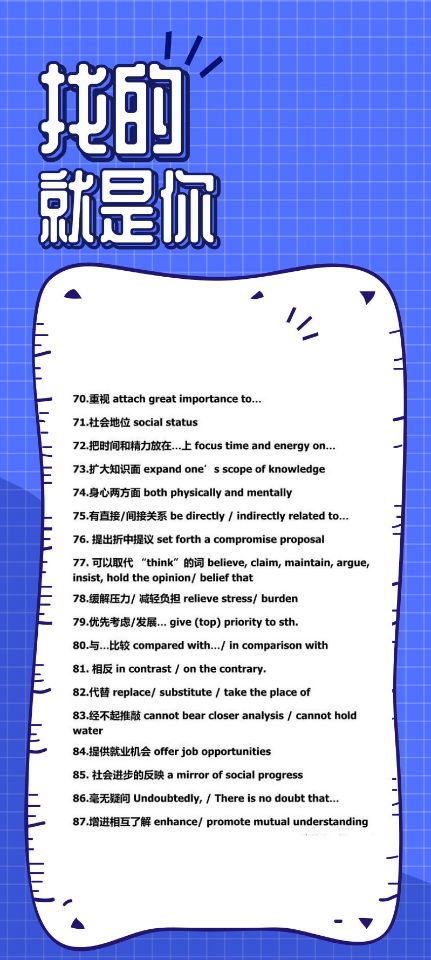 找的
就是你
70.重视 attach great importance to…
71.社会地位 social status
72.把时间和精力放在…上 focus time and energy on…
73.扩大知识面 expand one’s scope of knowledge
74.身心两方面 both physically and mentally
75.有直接/间接关系 be directly / indirectly related to…
76. 提出折中提议 set forth a compromise proposal
77. 可以取代 “think”的词 believe, claim, maintain, argue,
insist, hold the opinion/ belief that
78.缓解压力/ 减轻负担 relieve stress/ burden
79.优先考虑/发展… give (top) priority to sth.
80.与…比较 compared with…/ in comparison with
81. 相反 in contrast / on the contrary.
82.代替 replace/ substitute / take the place of
83.经不起推敲 cannot bear closer analysis / cannot hold
water
84.提供就业机会 offer job opportunities
85. 社会进步的反映 a mirror of social progress
86.毫无疑问 Undoubtedly, / There is no doubt that…
87.增进相互了解 enhance/ promote mutual understanding